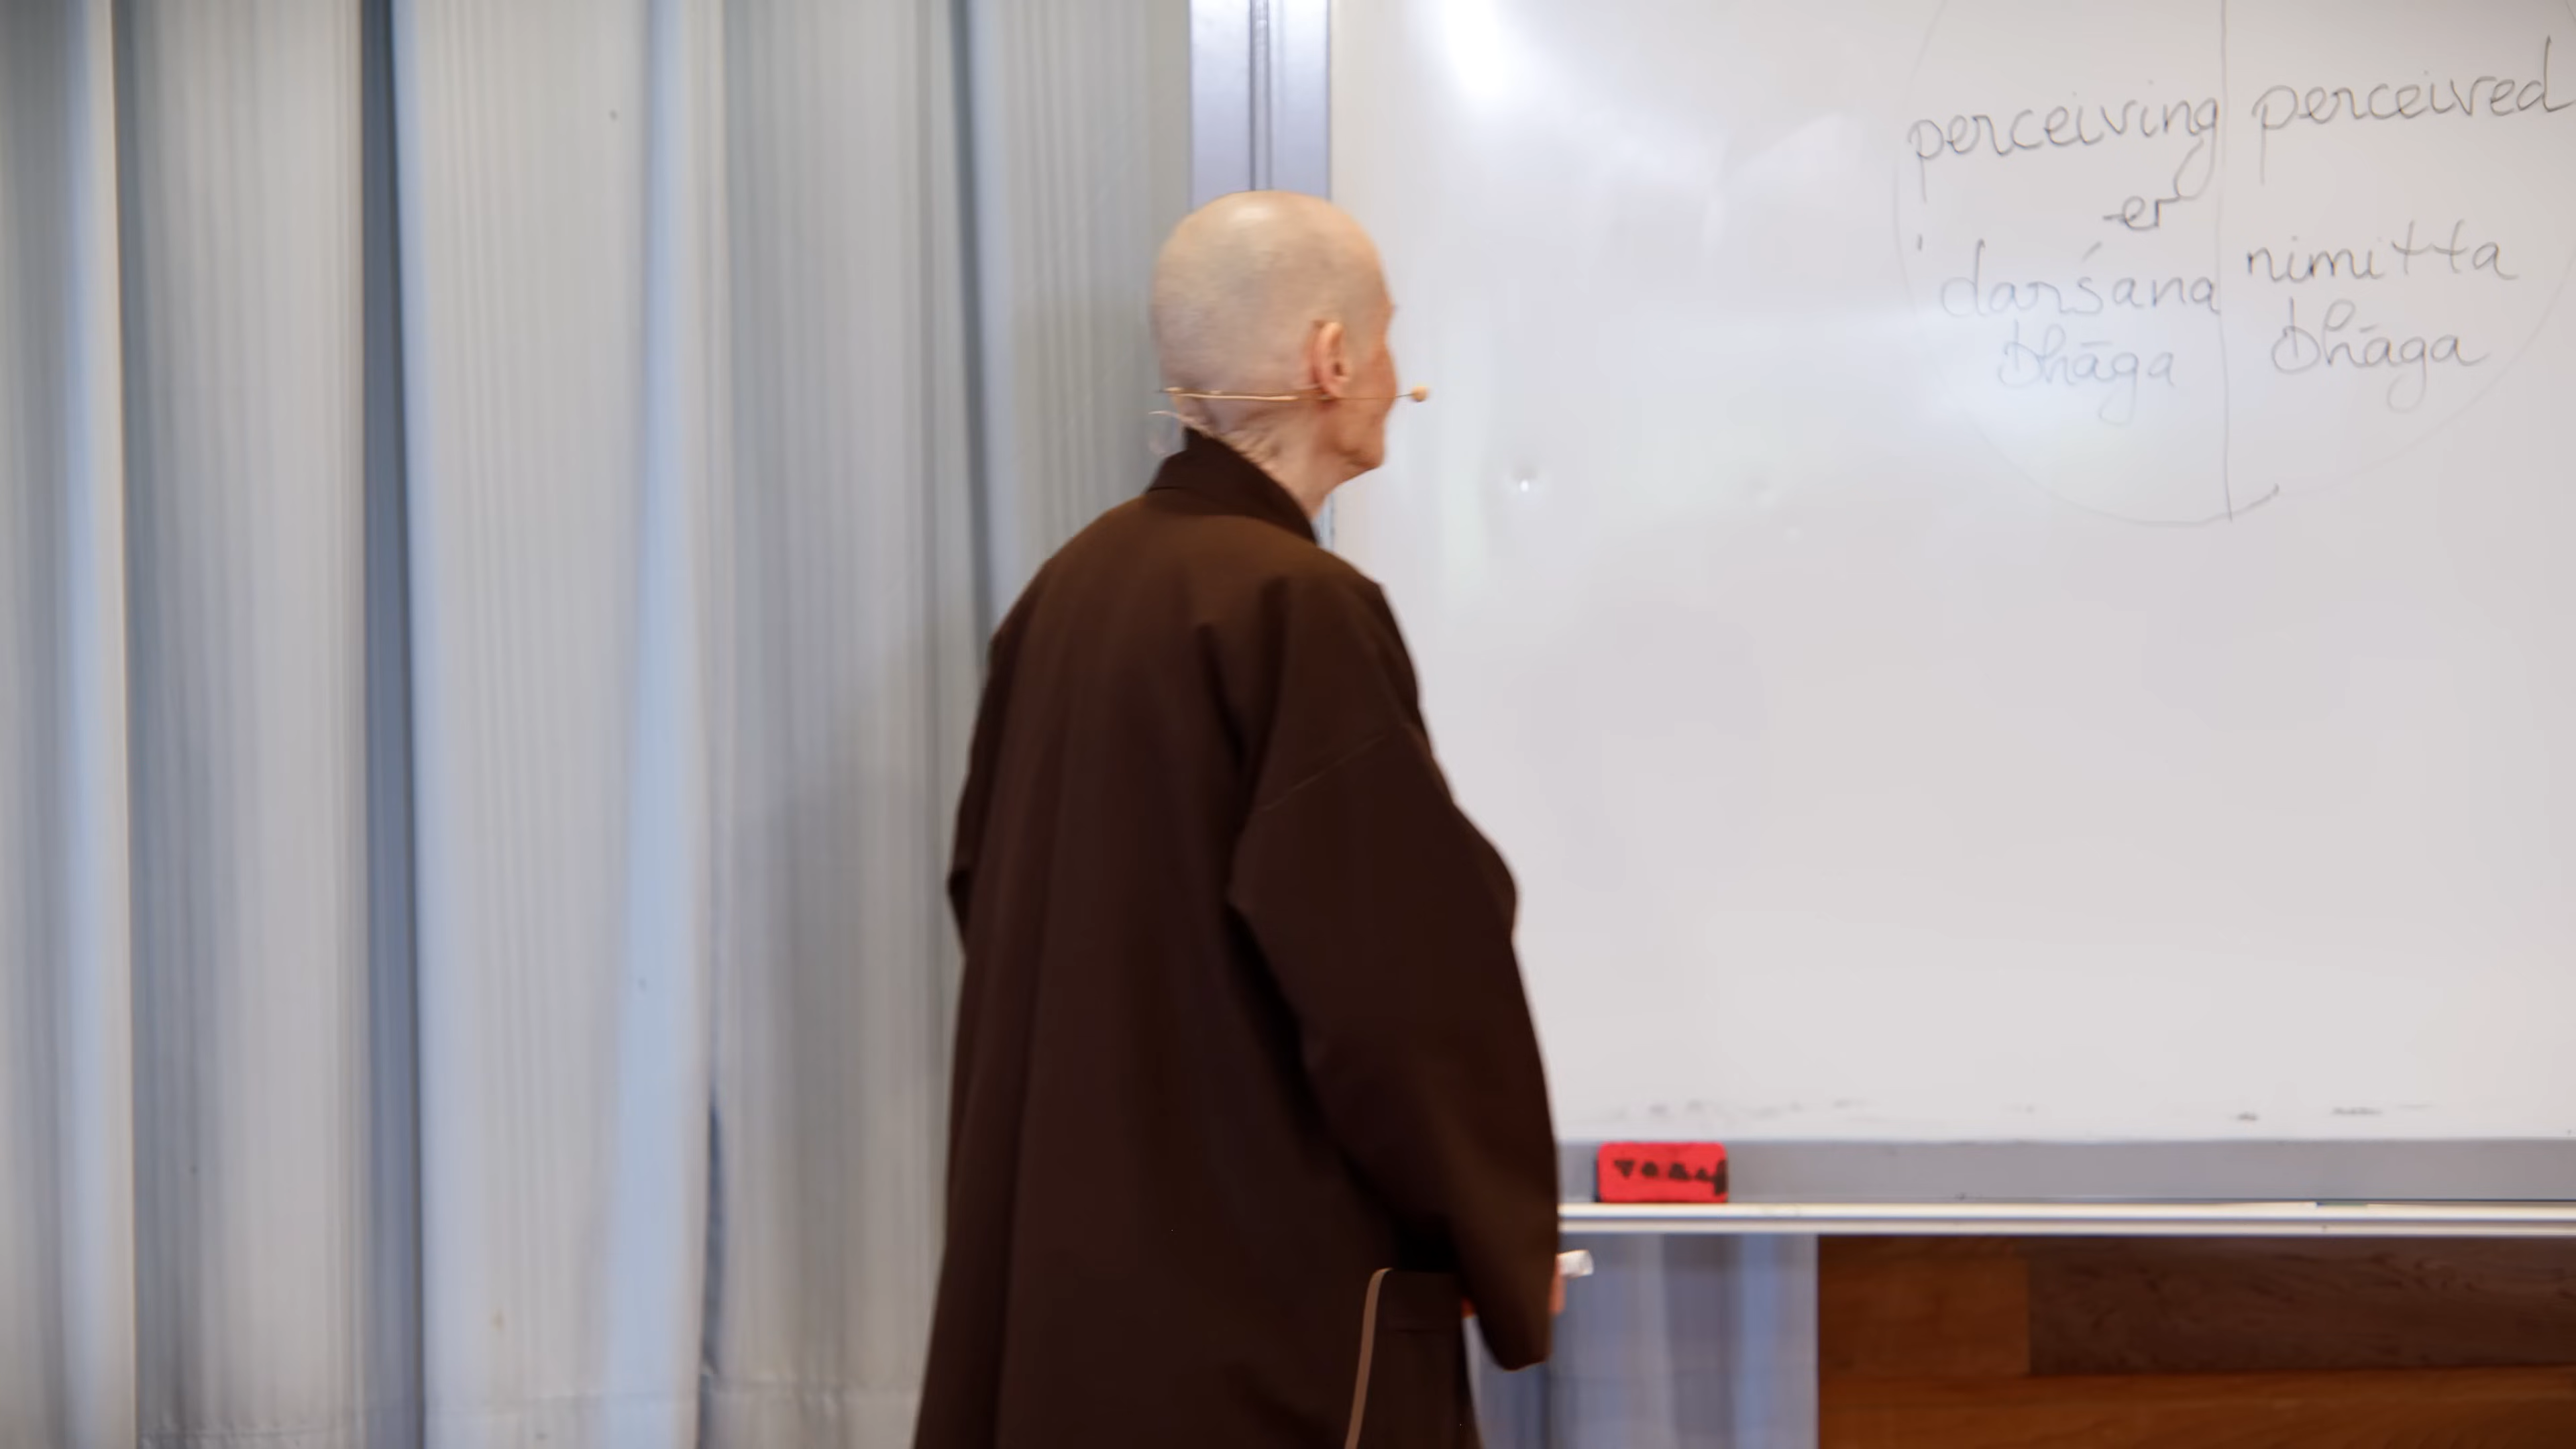 perceiving perceived
-er
darśana nimitta
bhāga bhāga